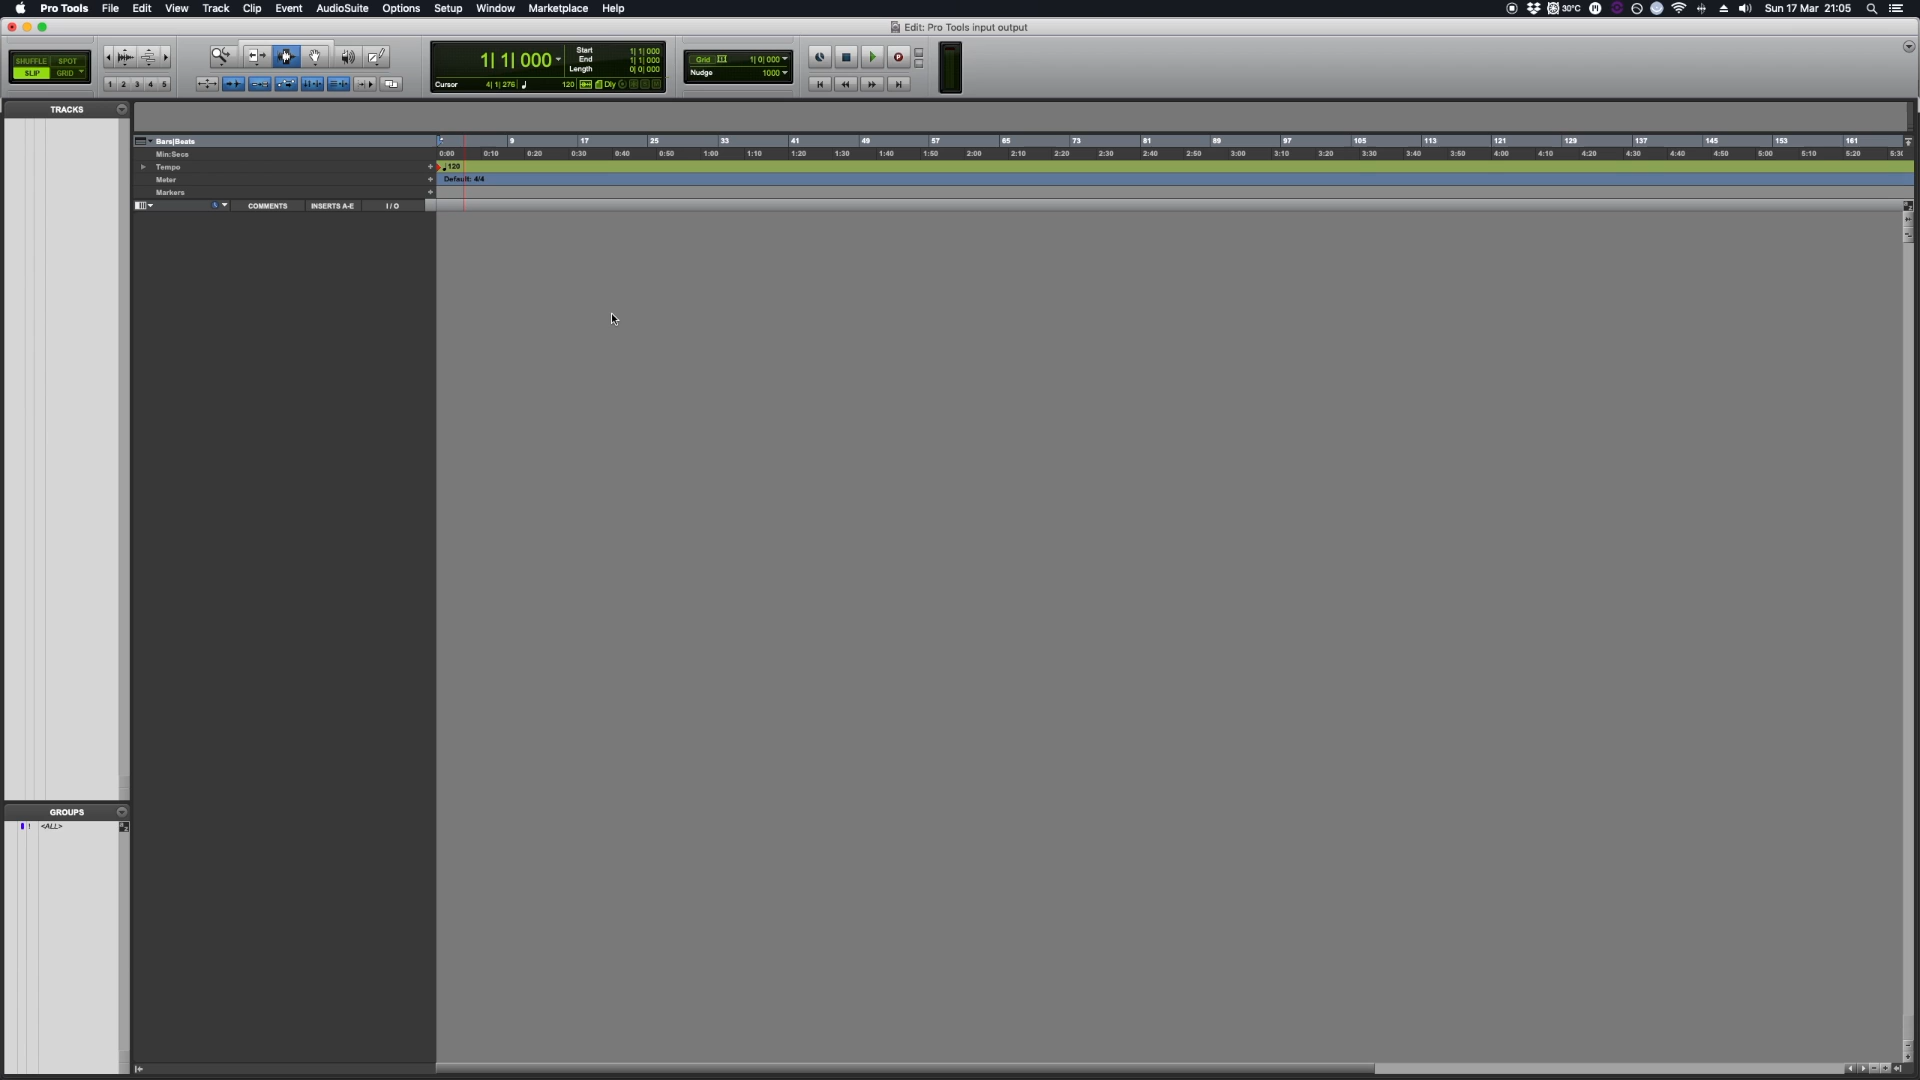 Pro Tools File Edit View Track Clip Event AudioSuite Options Setup Window Marketplace Help 30°C Sun 17 Mar 21:05
Edit: Pro Tools input output
SHUFFLE SPOT
SLIP GRID
1 2 3 4 5
1| 1| 000
Start 1| 1| 000
End 1| 1| 000
Length 0| 0| 000
Cursor 4| 1| 276 120 Dly
Grid 1| 0| 000
Nudge 1000
TRACKS
Bars|Beats 9 17 25 33 41 49 57 65 73 81 89 97 105 113 121 129 137 145 153 161
Min:Secs 0:00 0:10 0:20 0:30 0:40 0:50 1:00 1:10 1:20 1:30 1:40 1:50 2:00 2:10 2:20 2:30 2:40 2:50 3:00 3:10 3:20 3:30 3:40 3:50 4:00 4:10 4:20 4:30 4:40 4:50 5:00 5:10 5:20 5:30
Tempo 120
Meter Default: 4/4
Markers
COMMENTS INSERTS A-E I / O
GROUPS
! <ALL>